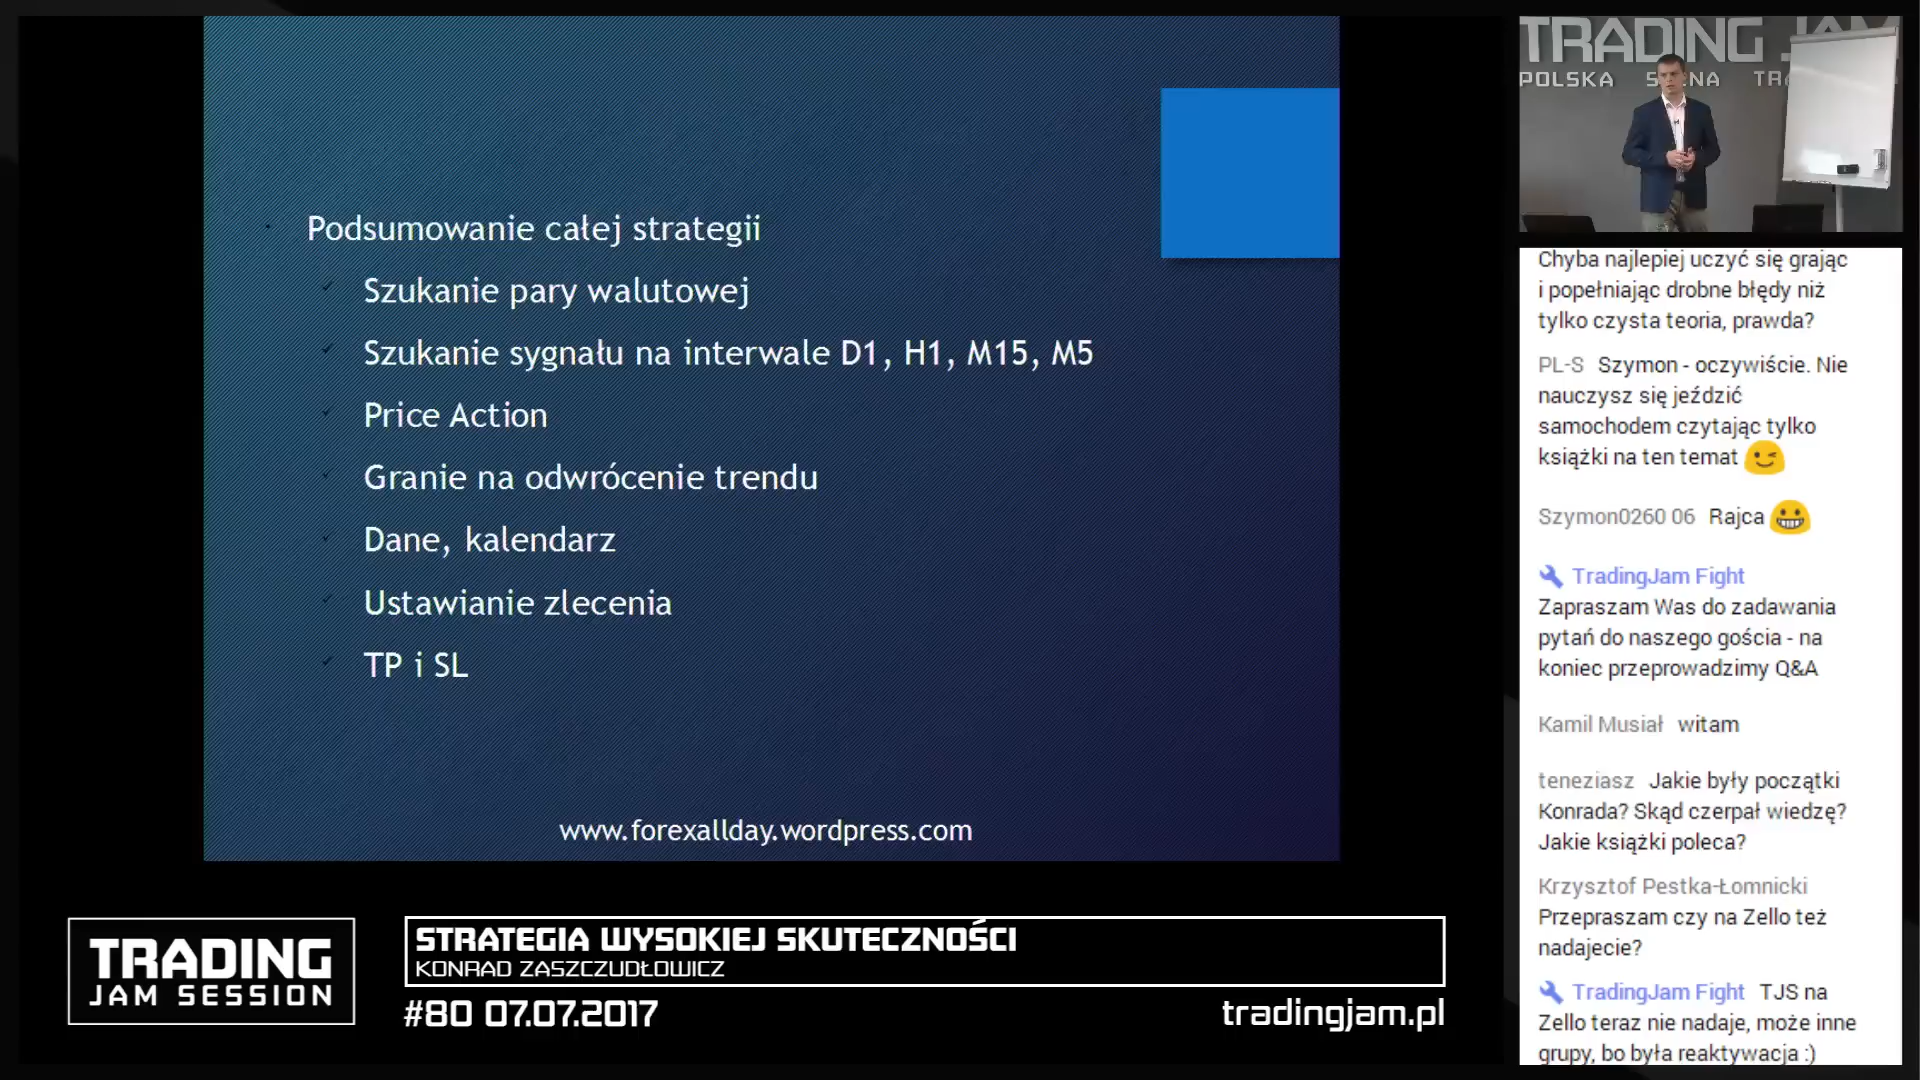 Podsumowanie całej strategii
Szukanie pary walutowej
Szukanie sygnału na interwale D1, H1, M15, M5
Price Action
Granie na odwrócenie trendu
Dane, kalendarz
Ustawianie zlecenia
TP i SL
www.forexallday.wordpress.com
TRADING
JAM SESSION
STRATEGIA WYSOKIEJ SKUTECZNOŚCI
KONRAD ZASZCZUDŁOWICZ
#80 07.07.2017
tradingjam.pl
TRADING JAM
POLSKA
Chyba najlepiej uczyć się grając
i popełniając drobne błędy niż
tylko czysta teoria, prawda?
PL-S Szymon - oczywiście. Nie
nauczysz się jeździć
samochodem czytając tylko
książki na ten temat
Szymon0260 06 Rajca
TradingJam Fight
Zapraszam Was do zadawania
pytań do naszego gościa - na
koniec przeprowadzimy Q&A
Kamil Musiał witam
teneziasz Jakie były początki
Konrada? Skąd czerpał wiedzę?
Jakie książki poleca?
Krzysztof Pestka-Łomnicki
Przepraszam czy na Zello też
nadajecie?
TradingJam Fight TJS na
Zello teraz nie nadaje, może inne
grupy, bo była reaktywacja :)